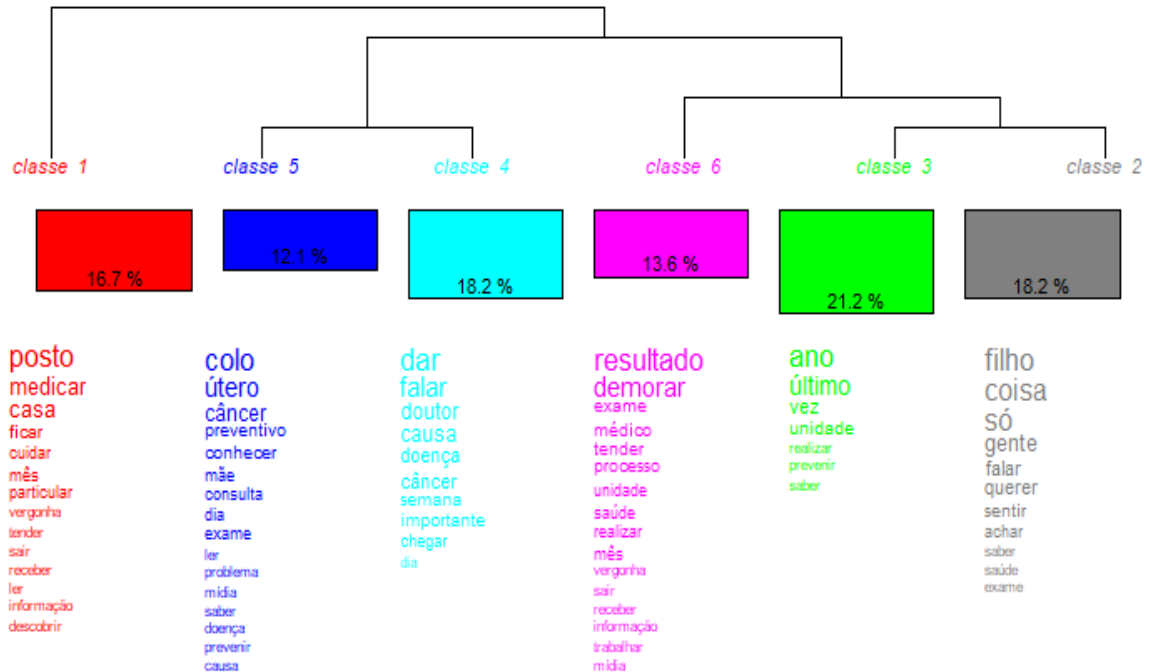 classe 1
classe 5
classe 4
classe 6
classe 3
classe 2
16.7 %
12.1 %
18.2 %
13.6 %
21.2 %
18.2 %
posto
medicar
casa
ficar
cuidar
mês
particular
vergonha
tender
sair
receber
ler
informação
descobrir
colo
útero
câncer
preventivo
conhecer
mãe
consulta
dia
exame
ler
problema
mídia
saber
doença
prevenir
causa
dar
falar
doutor
causa
doença
câncer
semana
importante
chegar
dia
resultado
demorar
exame
médico
tender
processo
unidade
saúde
realizar
mês
vergonha
sair
receber
informação
trabalhar
mídia
ano
último
vez
unidade
realizar
prevenir
saber
filho
coisa
só
gente
falar
querer
sentir
achar
saber
saúde
exame